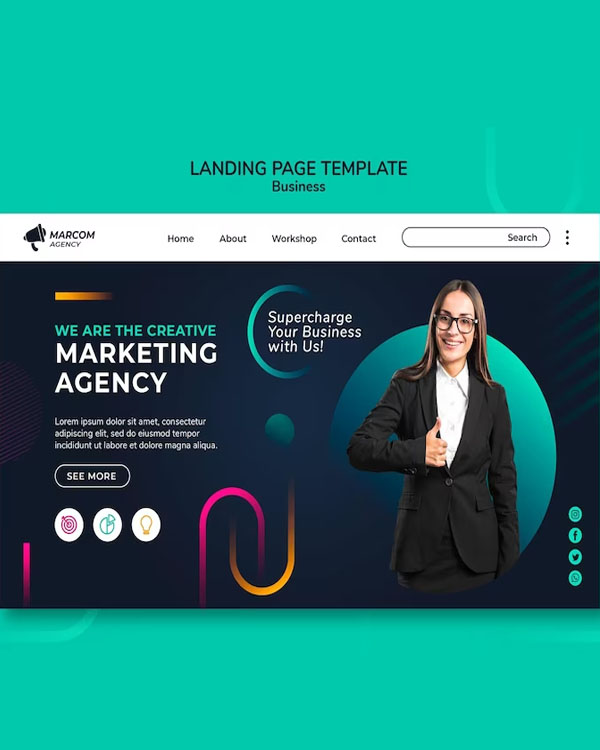 LANDING PAGE TEMPLATE
Business
MARCOM
AGENCY
Home About Workshop Contact Search
WE ARE THE CREATIVE
MARKETING
AGENCY
Lorem ipsum dolor sit amet, consectetur
adipiscing elit, sed do eiusmod tempor
incididunt ut labore et dolore magna aliqua.
SEE MORE
Supercharge
Your Business
with Us!